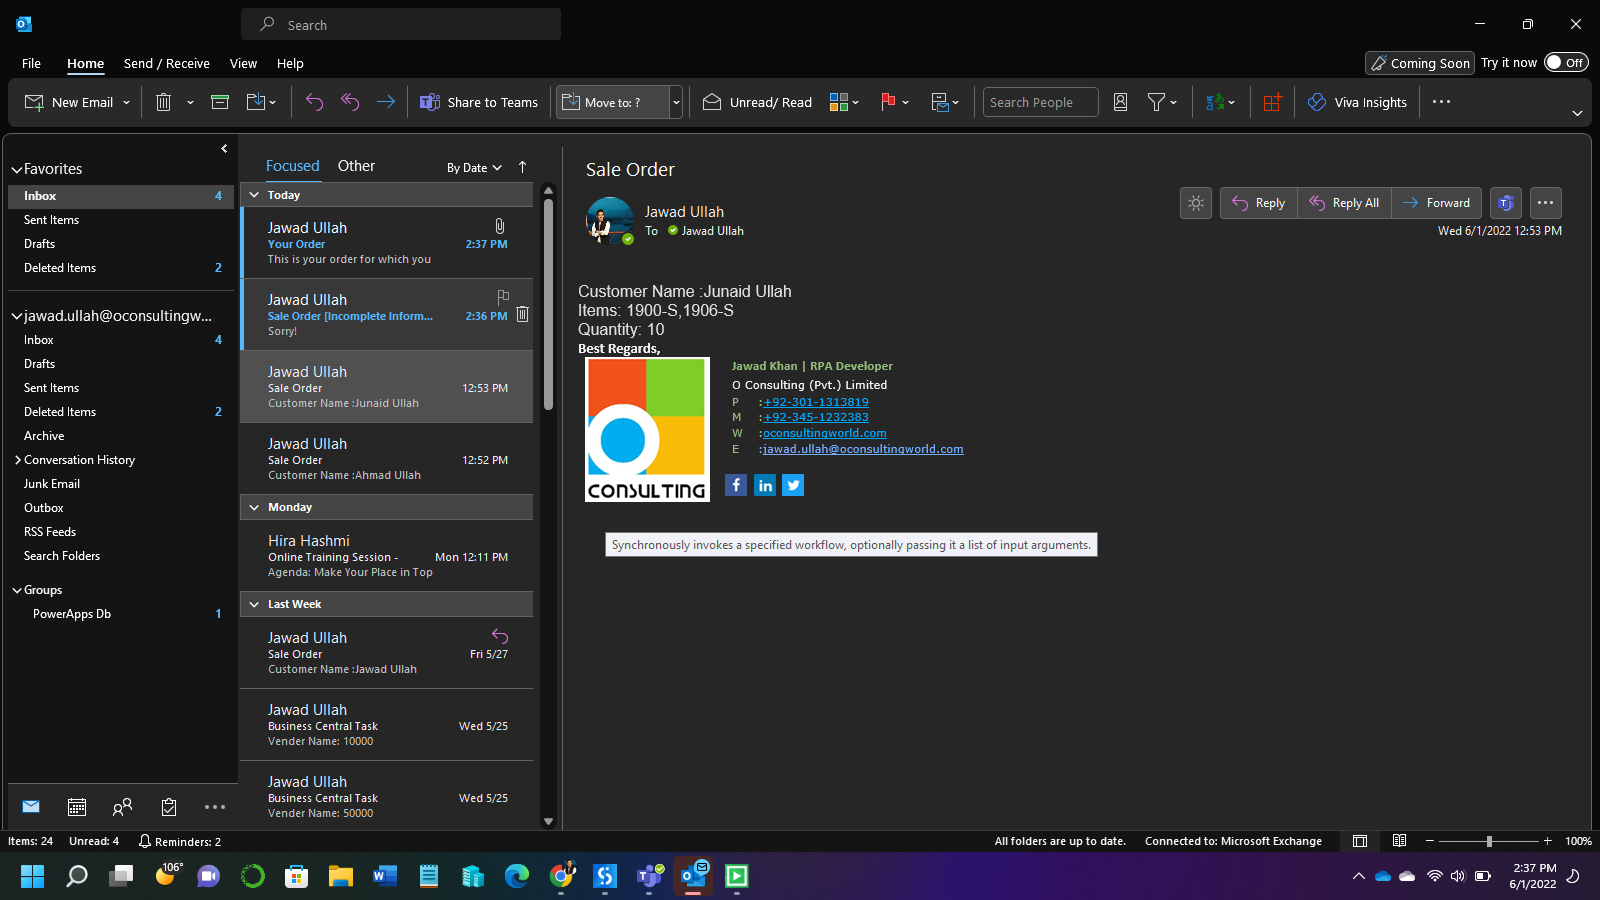 Search
File Home Send / Receive View Help
Coming Soon Try it now Off
New Email Share to Teams Move to: ? Unread/ Read Search People Viva Insights
Favorites
Inbox 4
Sent Items
Drafts
Deleted Items 2
jawad.ullah@oconsultingw...
Inbox 4
Drafts
Sent Items
Deleted Items 2
Archive
Conversation History
Junk Email
Outbox
RSS Feeds
Search Folders
Groups
PowerApps Db 1
Focused Other By Date
Today
Jawad Ullah
Your Order 2:37 PM
This is your order for which you
Jawad Ullah
Sale Order [Incomplete Inform... 2:36 PM
Sorry!
Jawad Ullah
Sale Order 12:53 PM
Customer Name :Junaid Ullah
Jawad Ullah
Sale Order 12:52 PM
Customer Name :Ahmad Ullah
Monday
Hira Hashmi
Online Training Session - Mon 12:11 PM
Agenda: Make Your Place in Top
Last Week
Jawad Ullah
Sale Order Fri 5/27
Customer Name :Jawad Ullah
Jawad Ullah
Business Central Task Wed 5/25
Vender Name: 10000
Jawad Ullah
Business Central Task Wed 5/25
Vender Name: 50000
Sale Order
Jawad Ullah
To Jawad Ullah
Reply Reply All Forward
Wed 6/1/2022 12:53 PM
Customer Name :Junaid Ullah
Items: 1900-S,1906-S
Quantity: 10
Best Regards,
CONSULTING
Jawad Khan | RPA Developer
O Consulting (Pvt.) Limited
P :+92-301-1313819
M :+92-345-1232383
W :oconsultingworld.com
E :jawad.ullah@oconsultingworld.com
Synchronously invokes a specified workflow, optionally passing it a list of input arguments.
Items: 24 Unread: 4 Reminders: 2
All folders are up to date. Connected to: Microsoft Exchange 100%
106°
2:37 PM
6/1/2022